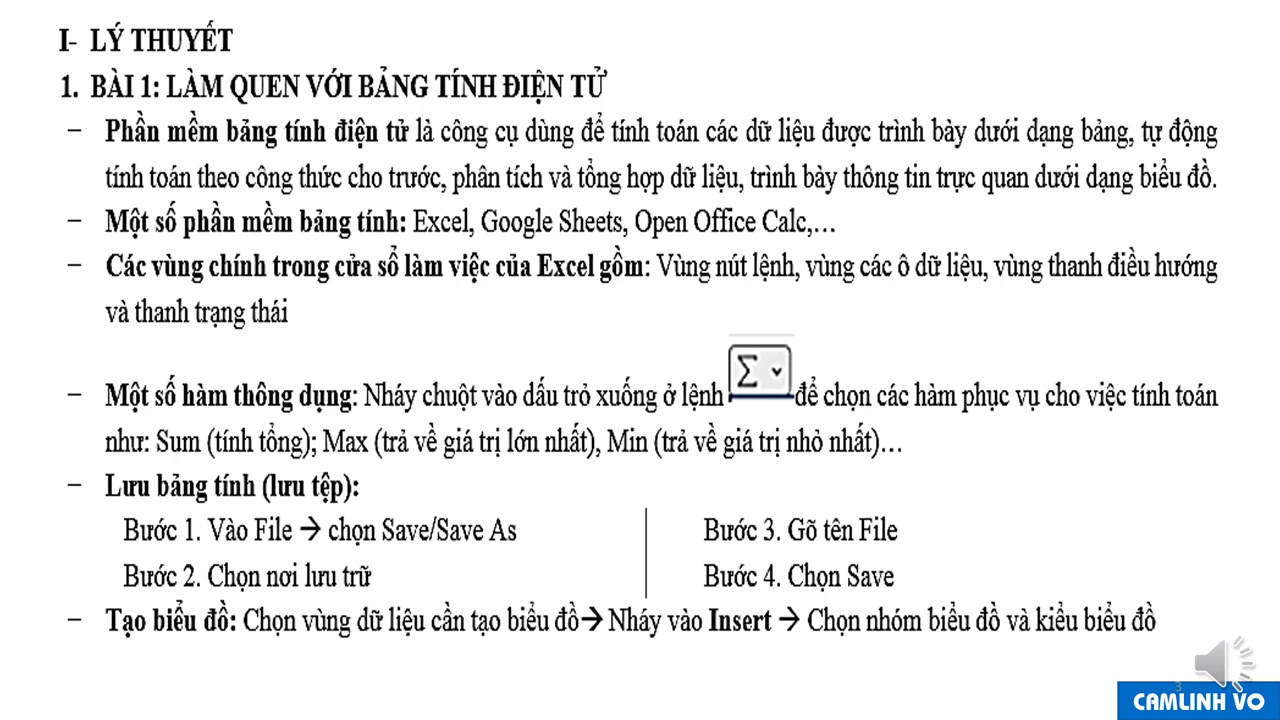 I- LÝ THUYẾT
1. BÀI 1: LÀM QUEN VỚI BẢNG TÍNH ĐIỆN TỬ
− Phần mềm bảng tính điện tử là công cụ dùng để tính toán các dữ liệu được trình bày dưới dạng bảng, tự động
tính toán theo công thức cho trước, phân tích và tổng hợp dữ liệu, trình bày thông tin trực quan dưới dạng biểu đồ.
− Một số phần mềm bảng tính: Excel, Google Sheets, Open Office Calc,…
− Các vùng chính trong cửa sổ làm việc của Excel gồm: Vùng nút lệnh, vùng các ô dữ liệu, vùng thanh điều hướng
và thanh trạng thái
− Một số hàm thông dụng: Nháy chuột vào dấu trỏ xuống ở lệnh Σ để chọn các hàm phục vụ cho việc tính toán
như: Sum (tính tổng); Max (trả về giá trị lớn nhất), Min (trả về giá trị nhỏ nhất)…
− Lưu bảng tính (lưu tệp):
Bước 1. Vào File → chọn Save/Save As
Bước 2. Chọn nơi lưu trữ
Bước 3. Gõ tên File
Bước 4. Chọn Save
− Tạo biểu đồ: Chọn vùng dữ liệu cần tạo biểu đồ→ Nháy vào Insert → Chọn nhóm biểu đồ và kiểu biểu đồ
3
CAMLINH VO